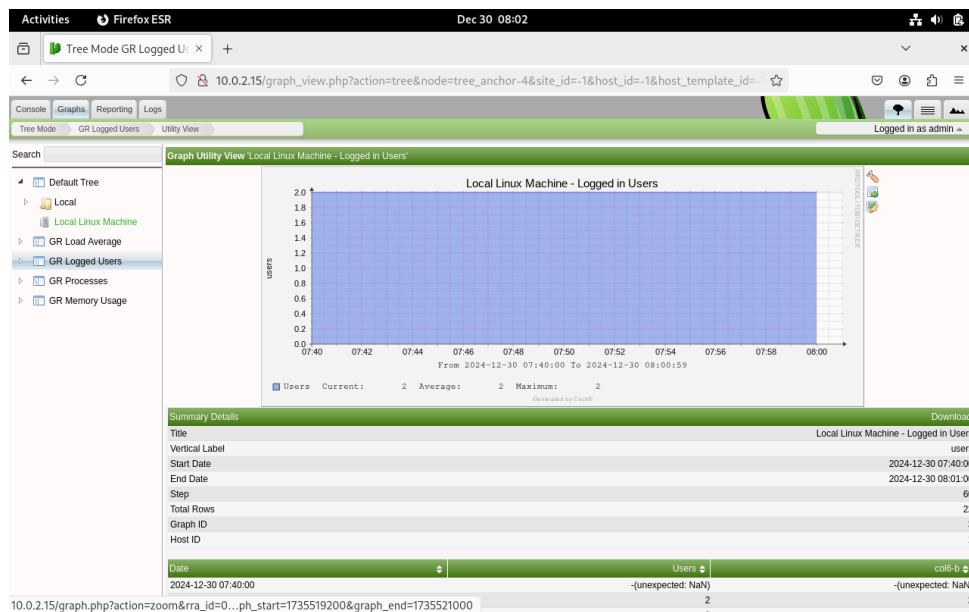 Activities Firefox ESR Dec 30 08:02
Tree Mode GR Logged Us
10.0.2.15/graph_view.php?action=tree&node=tree_anchor-4&site_id=-1&host_id=-1&host_template_id=-
Console Graphs Reporting Logs
Tree Mode GR Logged Users Utility View Logged in as admin
Search
Default Tree
Local
Local Linux Machine
GR Load Average
GR Logged Users
GR Processes
GR Memory Usage
Graph Utility View 'Local Linux Machine - Logged in Users'
Local Linux Machine - Logged in Users
RRDTOOL / TOBI OETIKER
users
2.0
1.8
1.6
1.4
1.2
1.0
0.8
0.6
0.4
0.2
0.0
07:40 07:42 07:44 07:46 07:48 07:50 07:52 07:54 07:56 07:58 08:00
From 2024-12-30 07:40:00 To 2024-12-30 08:00:59
Users Current: 2 Average: 2 Maximum: 2
Generated by Cacti®
Summary Details Download
Title Local Linux Machine - Logged in User
Vertical Label user
Start Date 2024-12-30 07:40:0
End Date 2024-12-30 08:01:0
Step 6
Total Rows 2
Graph ID
Host ID
Date Users col6-b
2024-12-30 07:40:00 -(unexpected: NaN) -(unexpected: NaN
2
10.0.2.15/graph.php?action=zoom&rra_id=0...ph_start=1735519200&graph_end=1735521000